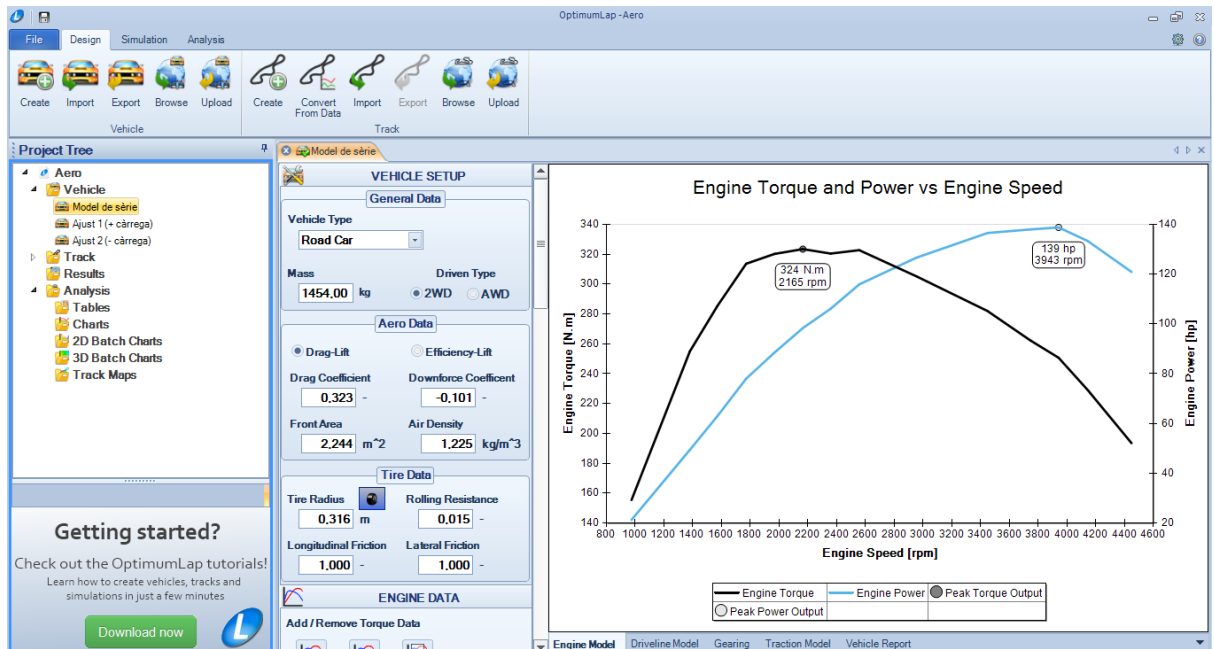 OptimumLap -Aero
File Design Simulation Analysis
Create Import Export Browse Upload Create Convert From Data Import Export Browse Upload
Vehicle Track
Project Tree
Aero
Vehicle
Model de sèrie
Ajust 1 (+ càrrega)
Ajust 2 (- càrrega)
Track
Results
Analysis
Tables
Charts
2D Batch Charts
3D Batch Charts
Track Maps
Getting started?
Check out the OptimumLap tutorials!
Learn how to create vehicles, tracks and
simulations in just a few minutes
Download now
Model de sèrie
VEHICLE SETUP
General Data
Vehicle Type
Road Car
Mass Driven Type
1454,00 kg 2WD AWD
Aero Data
Drag-Lift Efficiency-Lift
Drag Coefficient Downforce Coefficent
0,323 - -0,101 -
Front Area Air Density
2,244 m^2 1,225 kg/m^3
Tire Data
Tire Radius Rolling Resistance
0,316 m 0,015 -
Longitudinal Friction Lateral Friction
1,000 - 1,000 -
ENGINE DATA
Add / Remove Torque Data
Engine Torque and Power vs Engine Speed
Engine Torque [N.m]
340
320
300
280
260
240
220
200
180
160
140
324 N.m
2165 rpm
139 hp
3943 rpm
140
120
100
80
60
40
20
Engine Power [hp]
800 1000 1200 1400 1600 1800 2000 2200 2400 2600 2800 3000 3200 3400 3600 3800 4000 4200 4400 4600
Engine Speed [rpm]
Engine Torque Engine Power Peak Torque Output
Peak Power Output
Engine Model Driveline Model Gearing Traction Model Vehicle Report